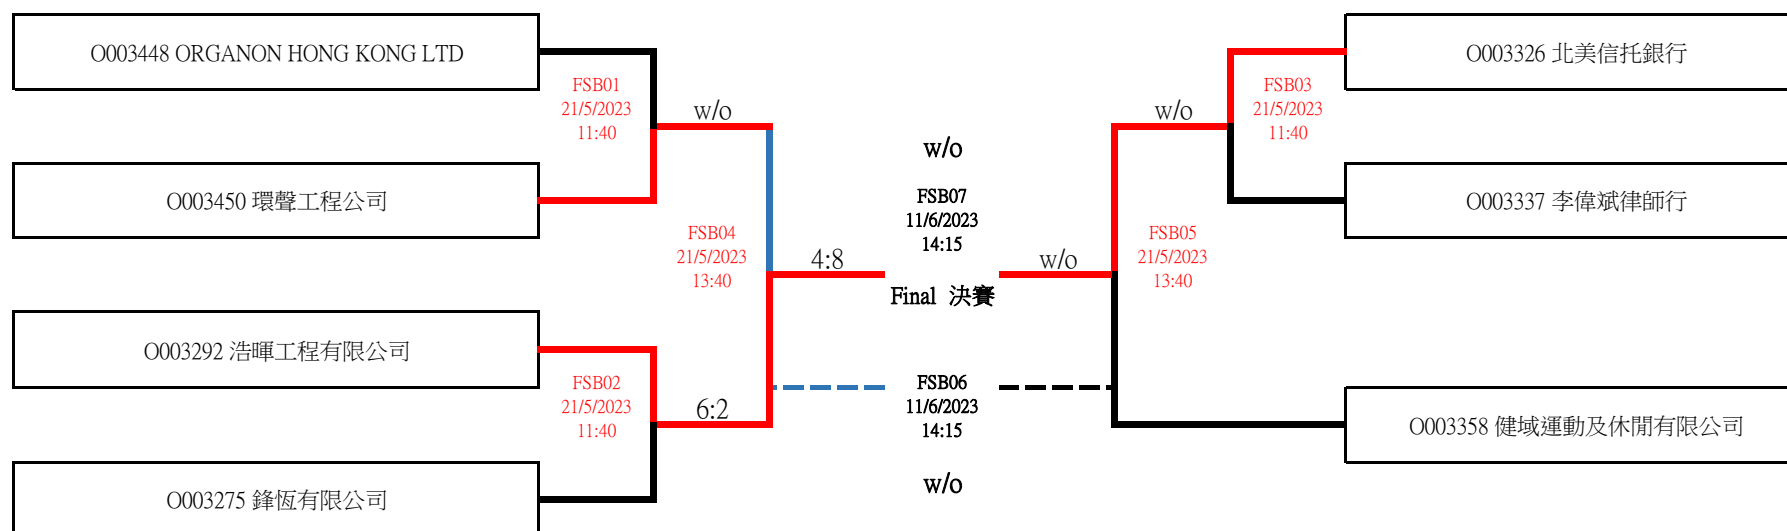 O003448 ORGANON HONG KONG LTD
FSB01
21/5/2023
11:40
w/o
O003450 環聲工程公司
FSB04
21/5/2023
13:40
4:8
O003292 浩暉工程有限公司
FSB02
21/5/2023
11:40
6:2
O003275 鋒恆有限公司
w/o
FSB07
11/6/2023
14:15
Final 決賽
FSB06
11/6/2023
14:15
w/o
O003326 北美信托銀行
FSB03
21/5/2023
11:40
w/o
O003337 李偉斌律師行
FSB05
21/5/2023
13:40
w/o
O003358 健域運動及休閒有限公司